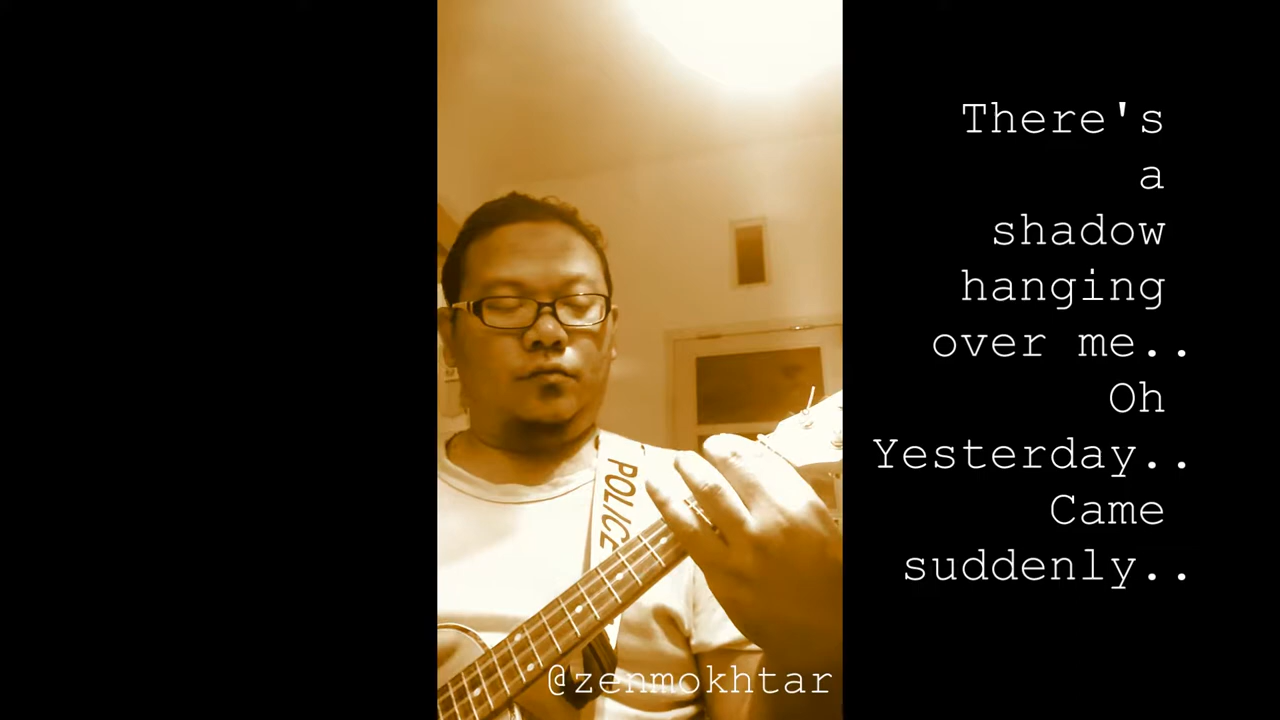 There's
a
shadow
hanging
over me..
Oh
Yesterday..
Came
suddenly..
POLICE
@zenmokhtar